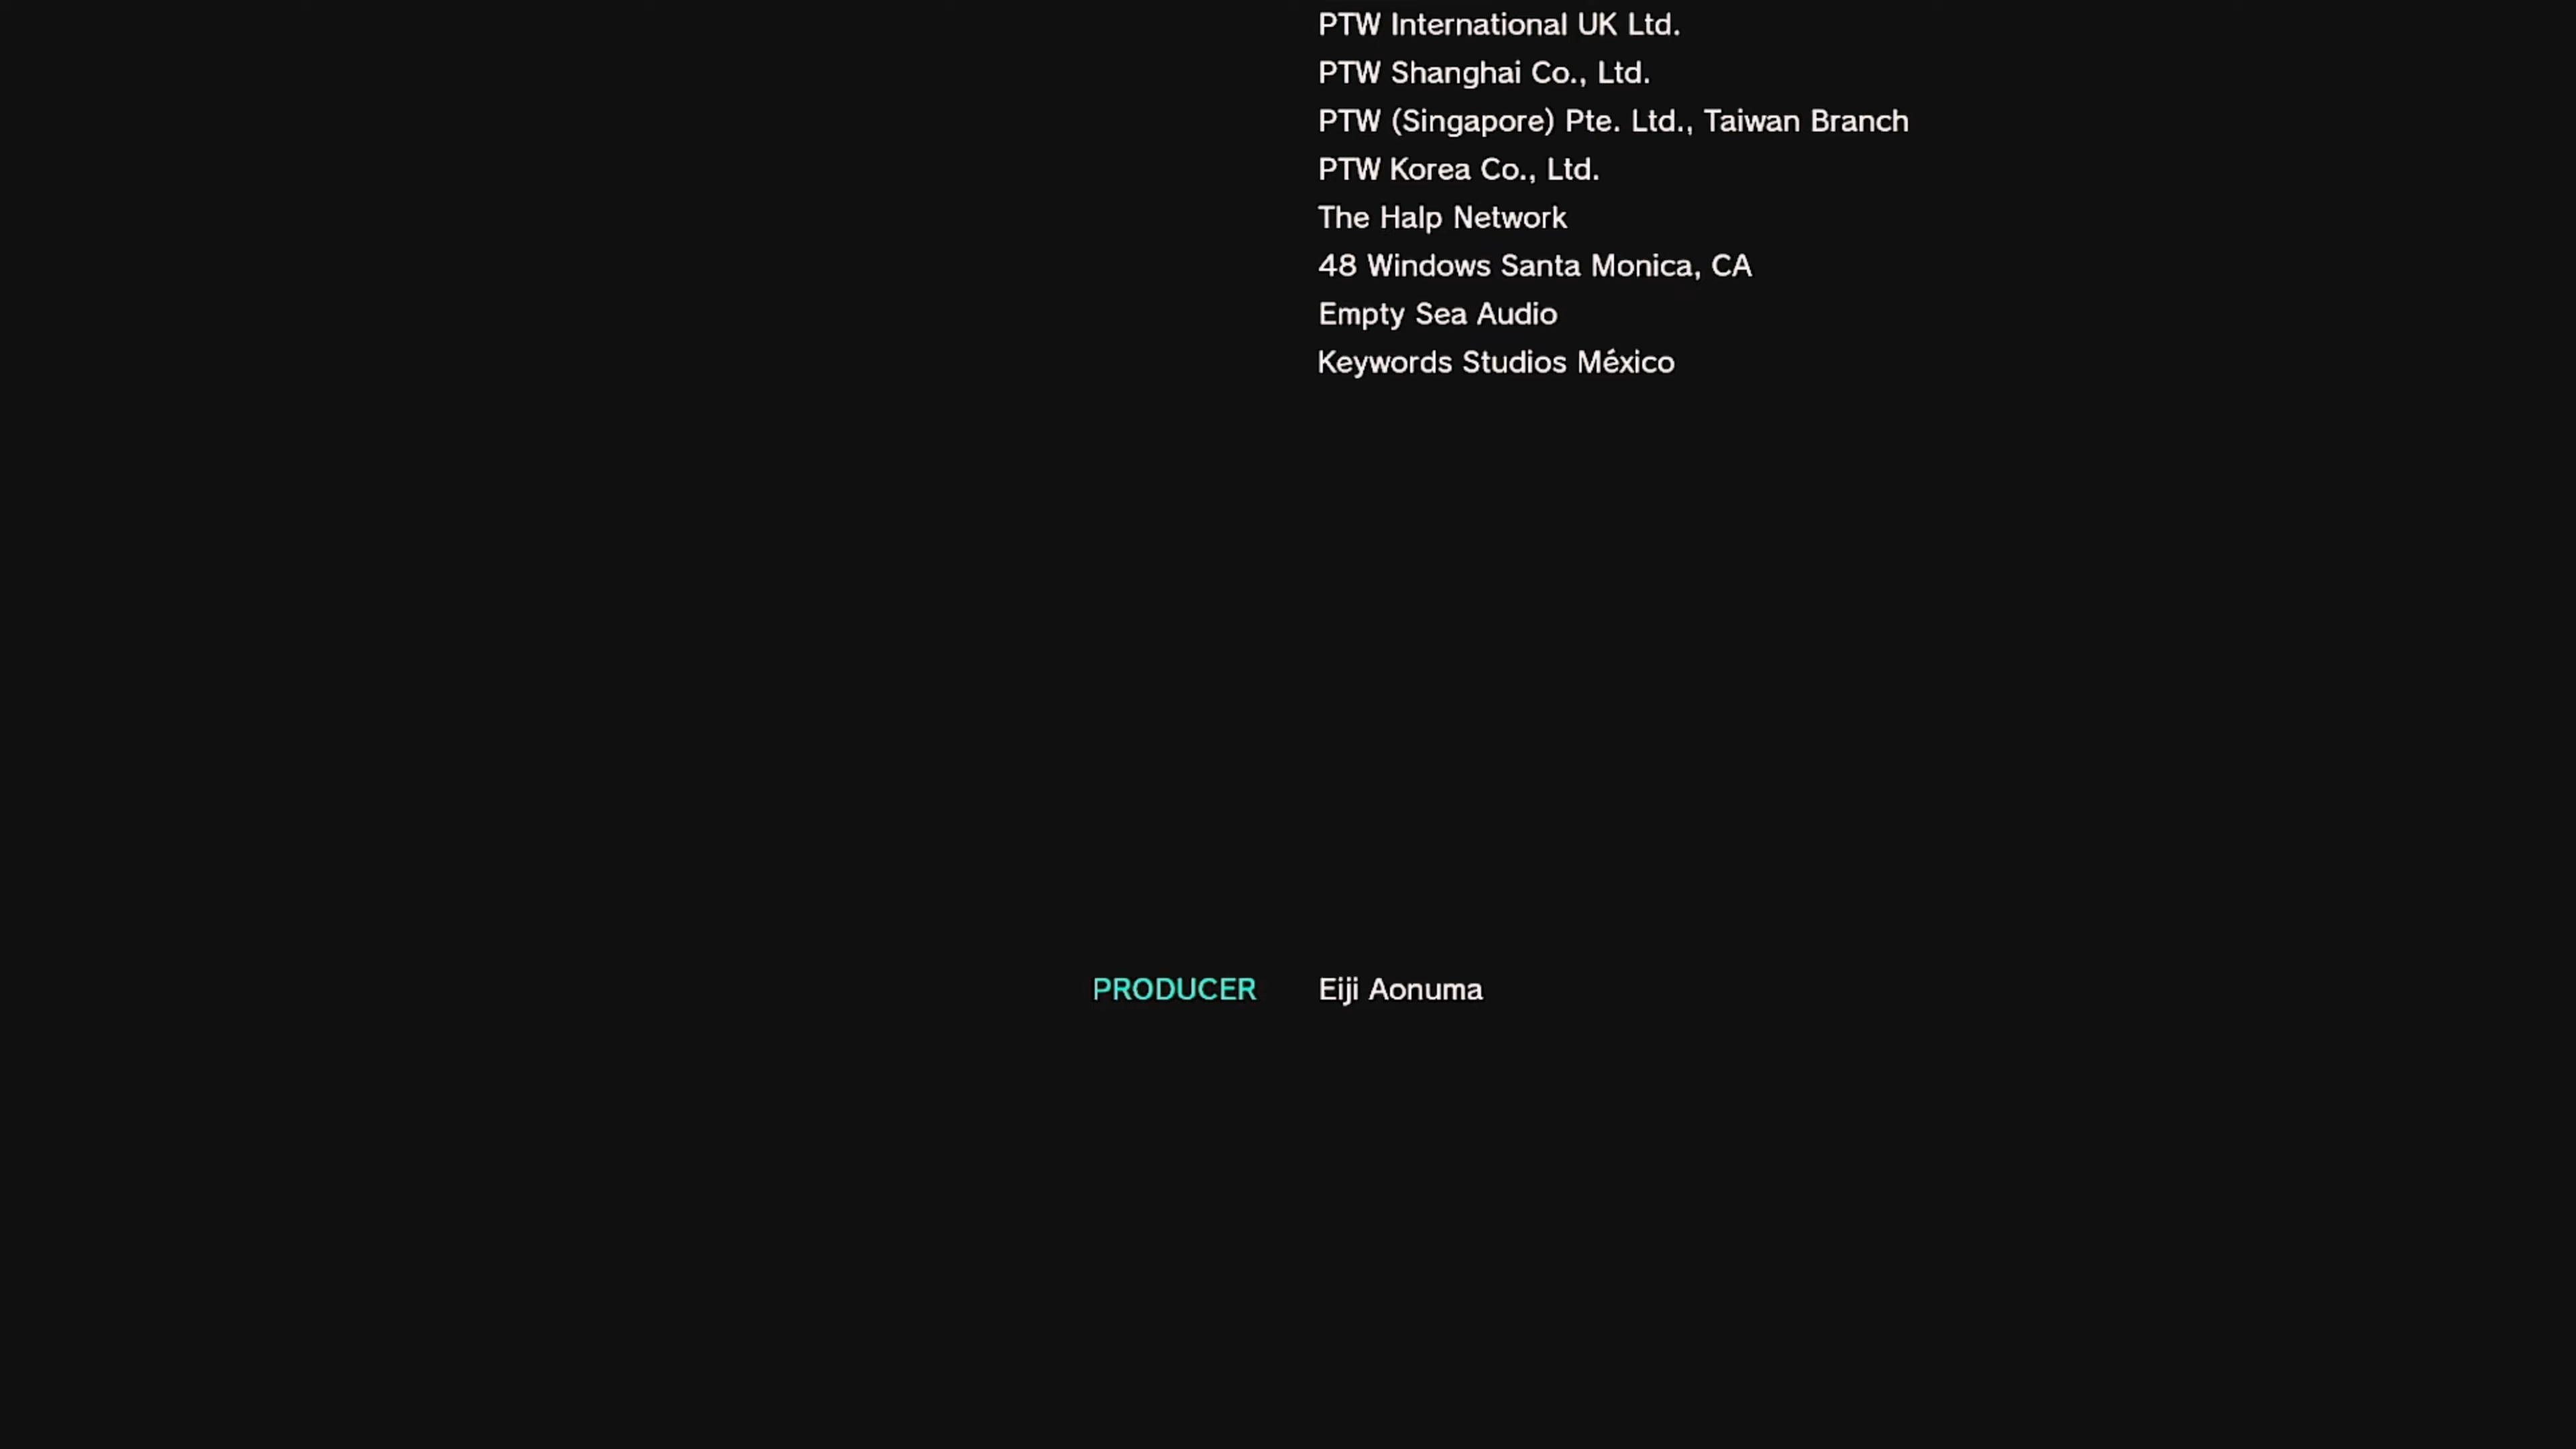 PTW International UK Ltd.
PTW Shanghai Co., Ltd.
PTW (Singapore) Pte. Ltd., Taiwan Branch
PTW Korea Co., Ltd.
The Halp Network
48 Windows Santa Monica, CA
Empty Sea Audio
Keywords Studios México
PRODUCER Eiji Aonuma